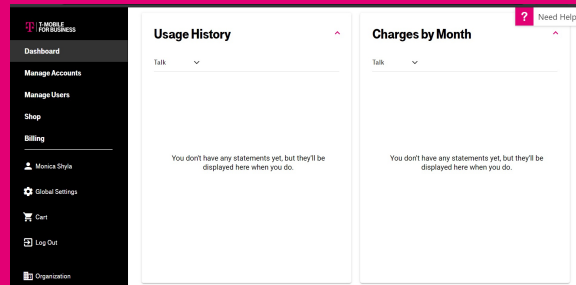 T-MOBILE
FOR BUSINESS
Dashboard
Manage Accounts
Manage Users
Shop
Billing
Monica Shyla
Global Settings
Cart
Log Out
Organization
Usage History
Talk
You don't have any statements yet, but they'll be
displayed here when you do.
? Need Help
Charges by Month
Talk
You don't have any statements yet, but they'll be
displayed here when you do.